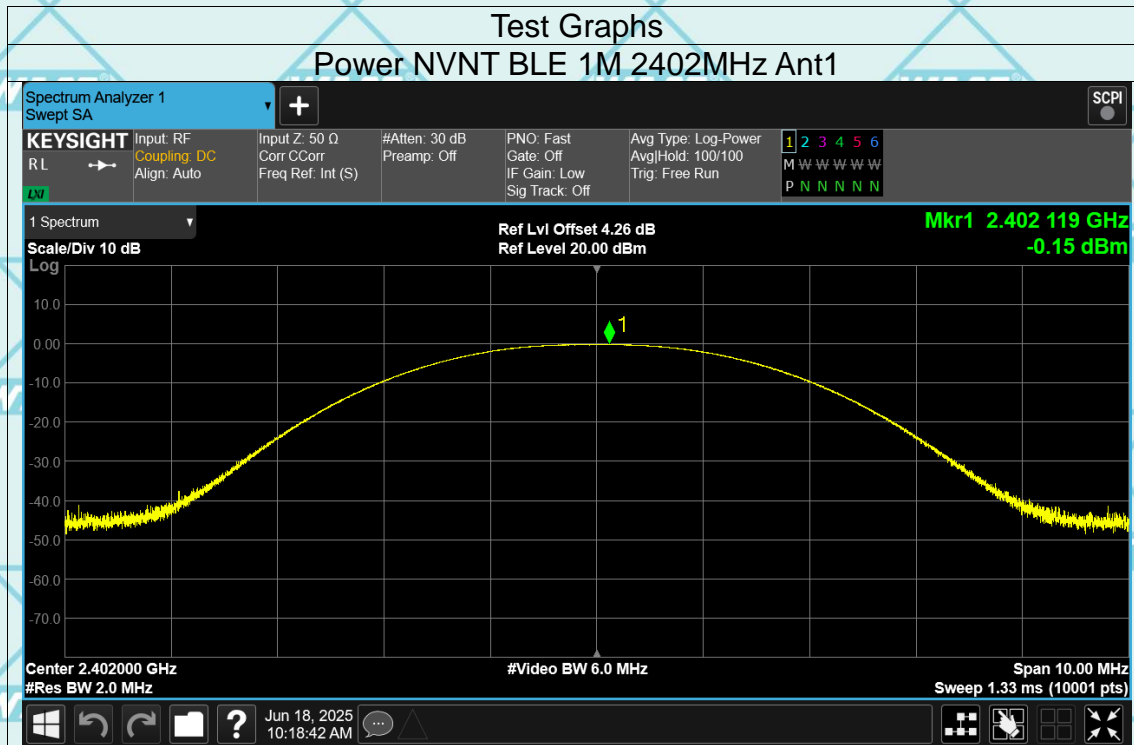 Test Graphs
Power NVNT BLE 1M 2402MHz Ant1
Spectrum Analyzer 1
Swept SA
+
SCPI
KEYSIGHT
RL
LXI
Input: RF
Coupling: DC
Align: Auto
Input Z: 50 Ω
Corr CCorr
Freq Ref: Int (S)
#Atten: 30 dB
Preamp: Off
PNO: Fast
Gate: Off
IF Gain: Low
Sig Track: Off
Avg Type: Log-Power
Avg|Hold: 100/100
Trig: Free Run
1 2 3 4 5 6
M W W W W W
P N N N N N
1 Spectrum
Scale/Div 10 dB
Ref Lvl Offset 4.26 dB
Ref Level 20.00 dBm
Mkr1 2.402 119 GHz
-0.15 dBm
Log
10.0
0.00
-10.0
-20.0
-30.0
-40.0
-50.0
-60.0
-70.0
1
Center 2.402000 GHz
#Res BW 2.0 MHz
#Video BW 6.0 MHz
Span 10.00 MHz
Sweep 1.33 ms (10001 pts)
?
Jun 18, 2025
10:18:42 AM